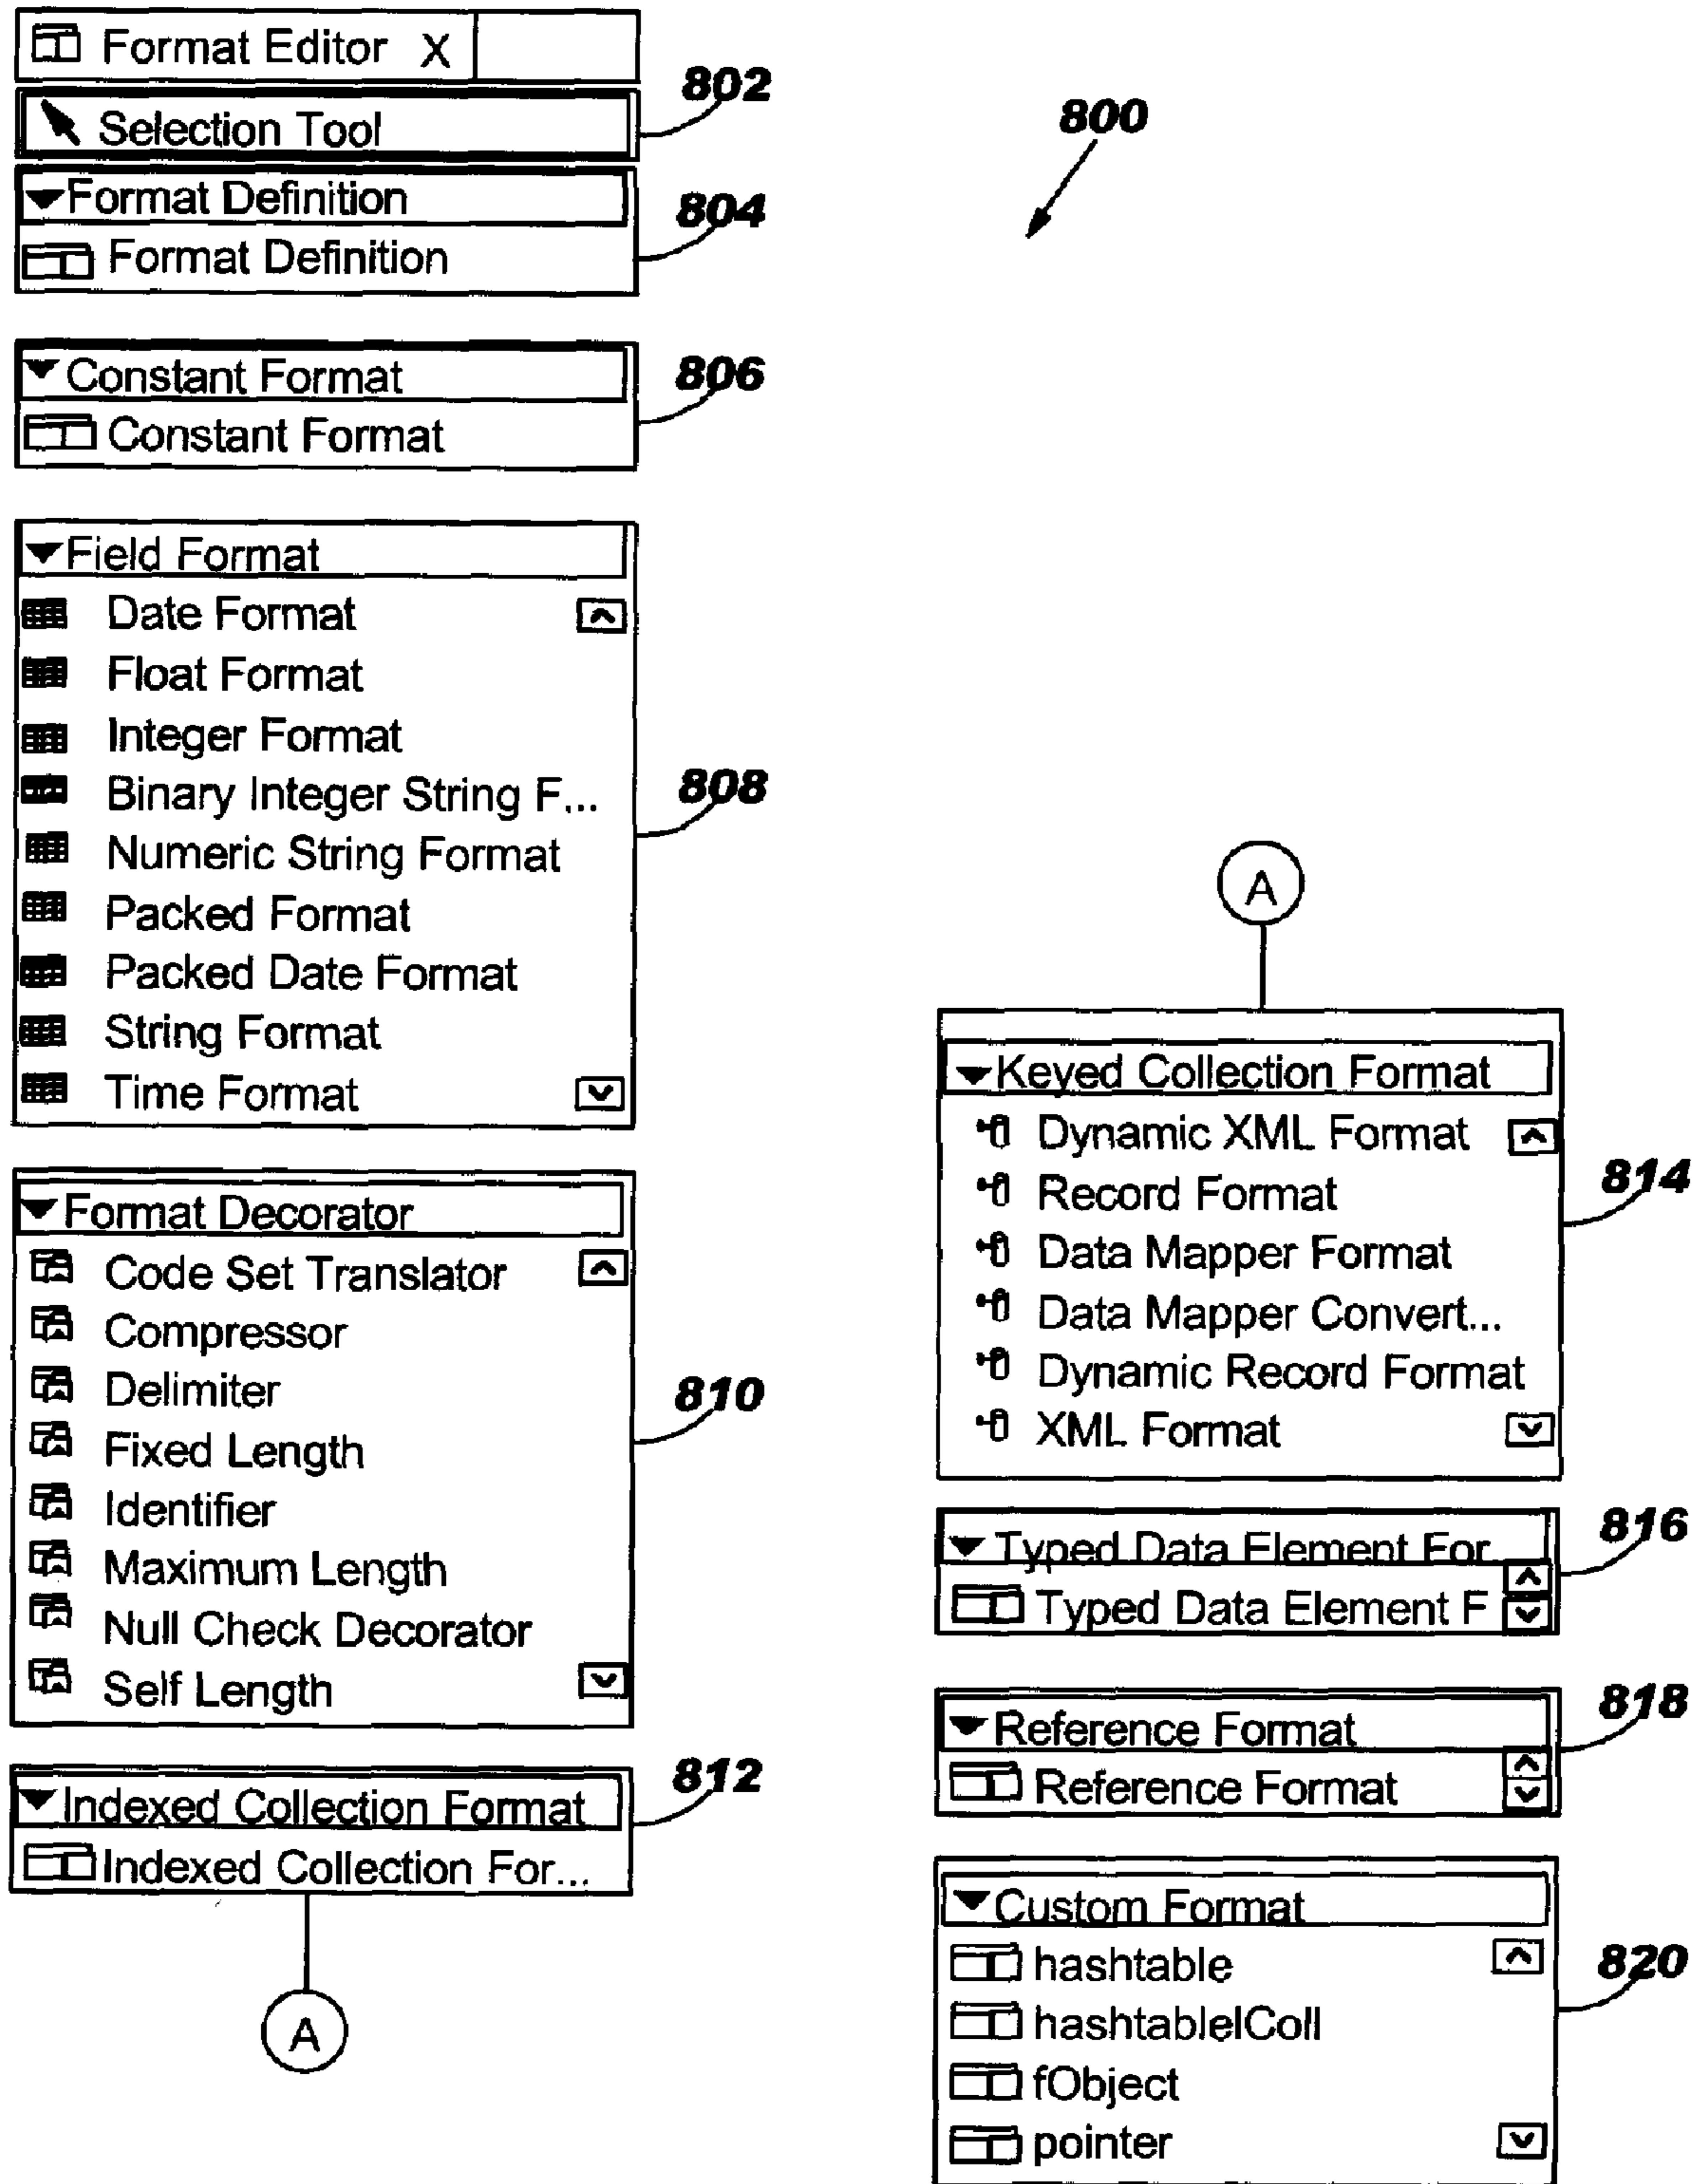 Format Editor X
802
Selection Tool
800
Format Definition
804
Format Definition
Constant Format
806
Constant Format
Field Format
Date Format
Float Format
Integer Format
Binary Integer String F...
808
Numeric String Format
Packed Format
Packed Date Format
String Format
Time Format
Format Decorator
Code Set Translator
Compressor
Delimiter
810
Fixed Length
Identifier
Maximum Length
Null Check Decorator
Self Length
812
Indexed Collection Format
Indexed Collection For...
A
A
Keyed Collection Format
Dynamic XML Format
814
Record Format
Data Mapper Format
Data Mapper Convert...
Dynamic Record Format
XML Format
816
Typed Data Element For
Typed Data Element F
818
Reference Format
Reference Format
Custom Format
hashtable
820
hashtableIColl
fObject
pointer